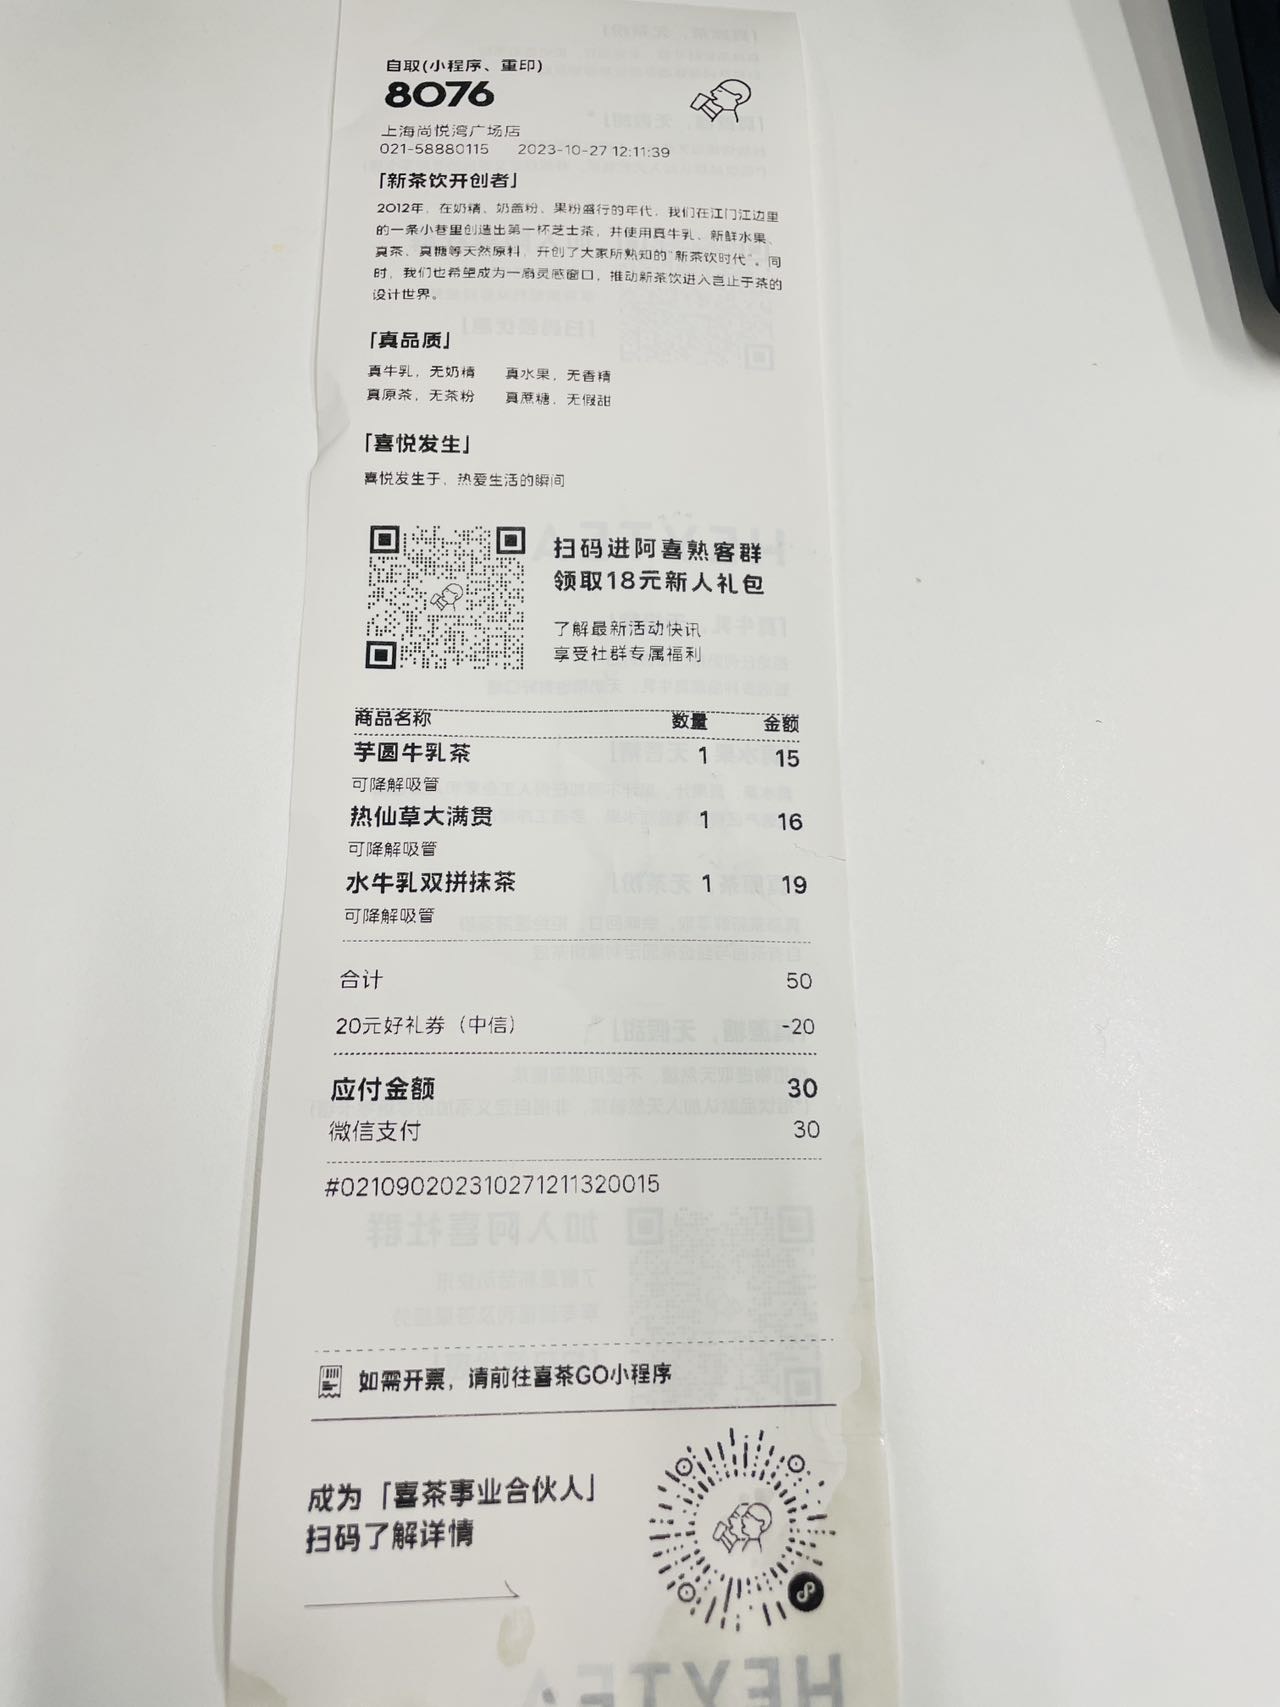 自取(小程序、重印)
8076
上海尚悦湾广场店
021-58880115 2023-10-27 12:11:39
「新茶饮开创者」
2012年，在奶精、奶盖粉、果粉盛行的年代，我们在江门江边里
的一条小巷里创造出第一杯芝士茶，并使用真牛乳、新鲜水果、
真茶、真糖等天然原料，开创了大家所熟知的"新茶饮时代"。同
时，我们也希望成为一扇灵感窗口，推动新茶饮进入岂止于茶的
设计世界。
「真品质」
真牛乳，无奶精 真水果，无香精
真原茶，无茶粉 真蔗糖，无假甜
「喜悦发生」
喜悦发生于，热爱生活的瞬间
扫码进阿喜熟客群
领取18元新人礼包
了解最新活动快讯
享受社群专属福利
商品名称 数量 金额
芋圆牛乳茶 1 15
可降解吸管
热仙草大满贯 1 16
可降解吸管
水牛乳双拼抹茶 1 19
可降解吸管
合计 50
20元好礼券（中信） -20
应付金额 30
微信支付 30
#0210902023102712113​20015
如需开票，请前往喜茶GO小程序
成为「喜茶事业合伙人」
扫码了解详情
HEYTEA